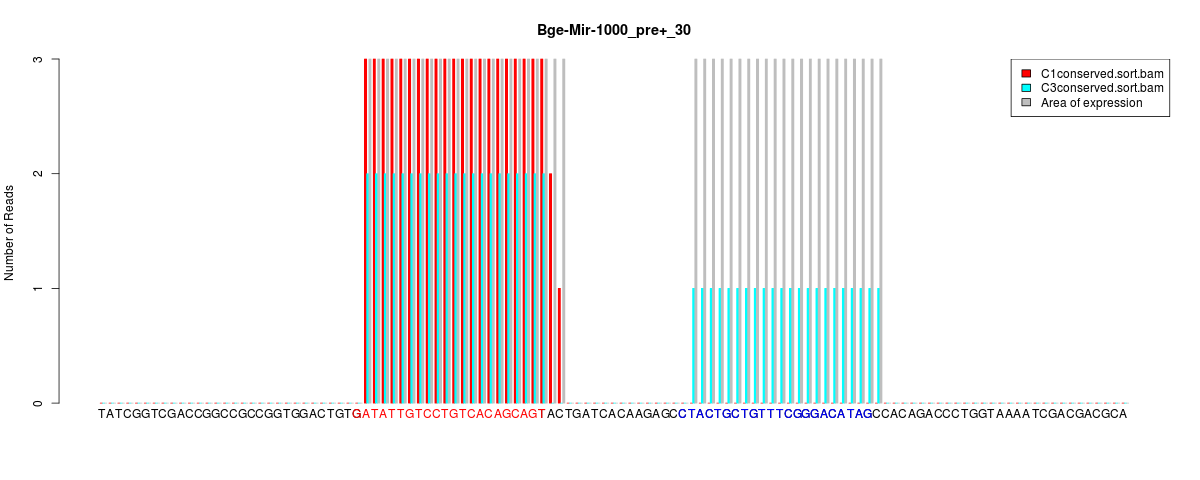 Bge-Mir-1000_pre+_30
C1conserved.sort.bam
C3conserved.sort.bam
Area of expression
Number of Reads
3
2
1
0
TATCGGTCGACCGGCCGCCGGTGGACTGTGATATTGTCCTGTCACAGCAGTACTGATCACAAGAGCCTACTGCTGTTTCGGGACATAGCCACAGACCCTGGTAAAATCGACGACGCA